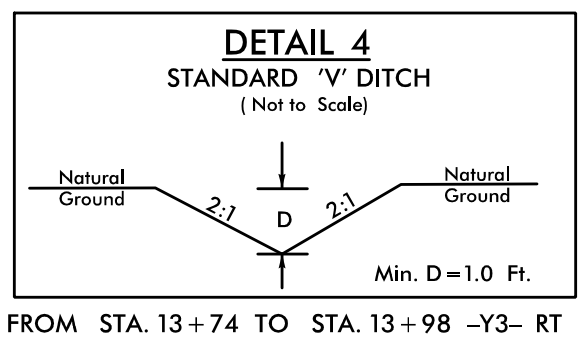 DETAIL 4
STANDARD 'V' DITCH
( Not to Scale)
Natural
Ground
2:1
D
2:1
Natural
Ground
Min. D=1.0 Ft.
FROM STA. 13+74 TO STA. 13+98 -Y3- RT